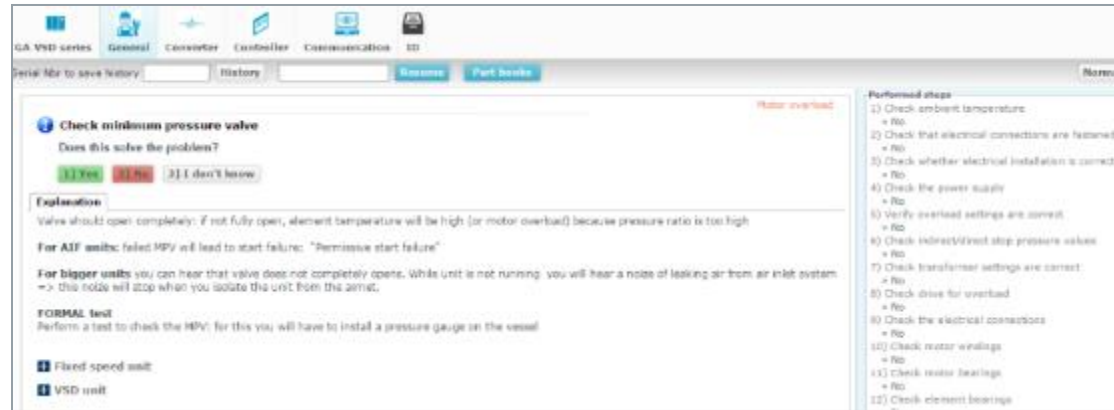 GA VSD series General Converter Controller Communication
Serial Nbr to save history History Resume Part books
Motor overload
Check minimum pressure valve
Does this solve the problem?
1] Yes 2] No 3] I don't know
Explanation
Valve should open completely: if not fully open, element temperature will be high (or motor overload) because pressure ratio is too high
For AIF units: failed MPV will lead to start failure: "Permissive start failure"
For bigger units you can hear that valve does not completely opens. While unit is not running you will hear a noise of leaking air from air inlet system
=> this noize will stop when you isolate the unit from the airnet.
FORMAL test
Perform a test to check the MPV: for this you will have to install a pressure gauge on the vessel
Fixed speed unit
VSD unit
Performed steps
1) Check ambient temperature
» No
2) Check that electrical connections are fastened
» No
3) Check whether electrical installation is correct
» No
4) Check the power supply
» No
5) Verify overload settings are correct
» No
6) Check indirect/direct stop pressure values
» No
7) Check transformer settings are correct
» No
8) Check drive for overload
» No
9) Check the electrical connections
» No
10) Check motor windings
» No
11) Check motor bearings
» No
12) Check element bearings